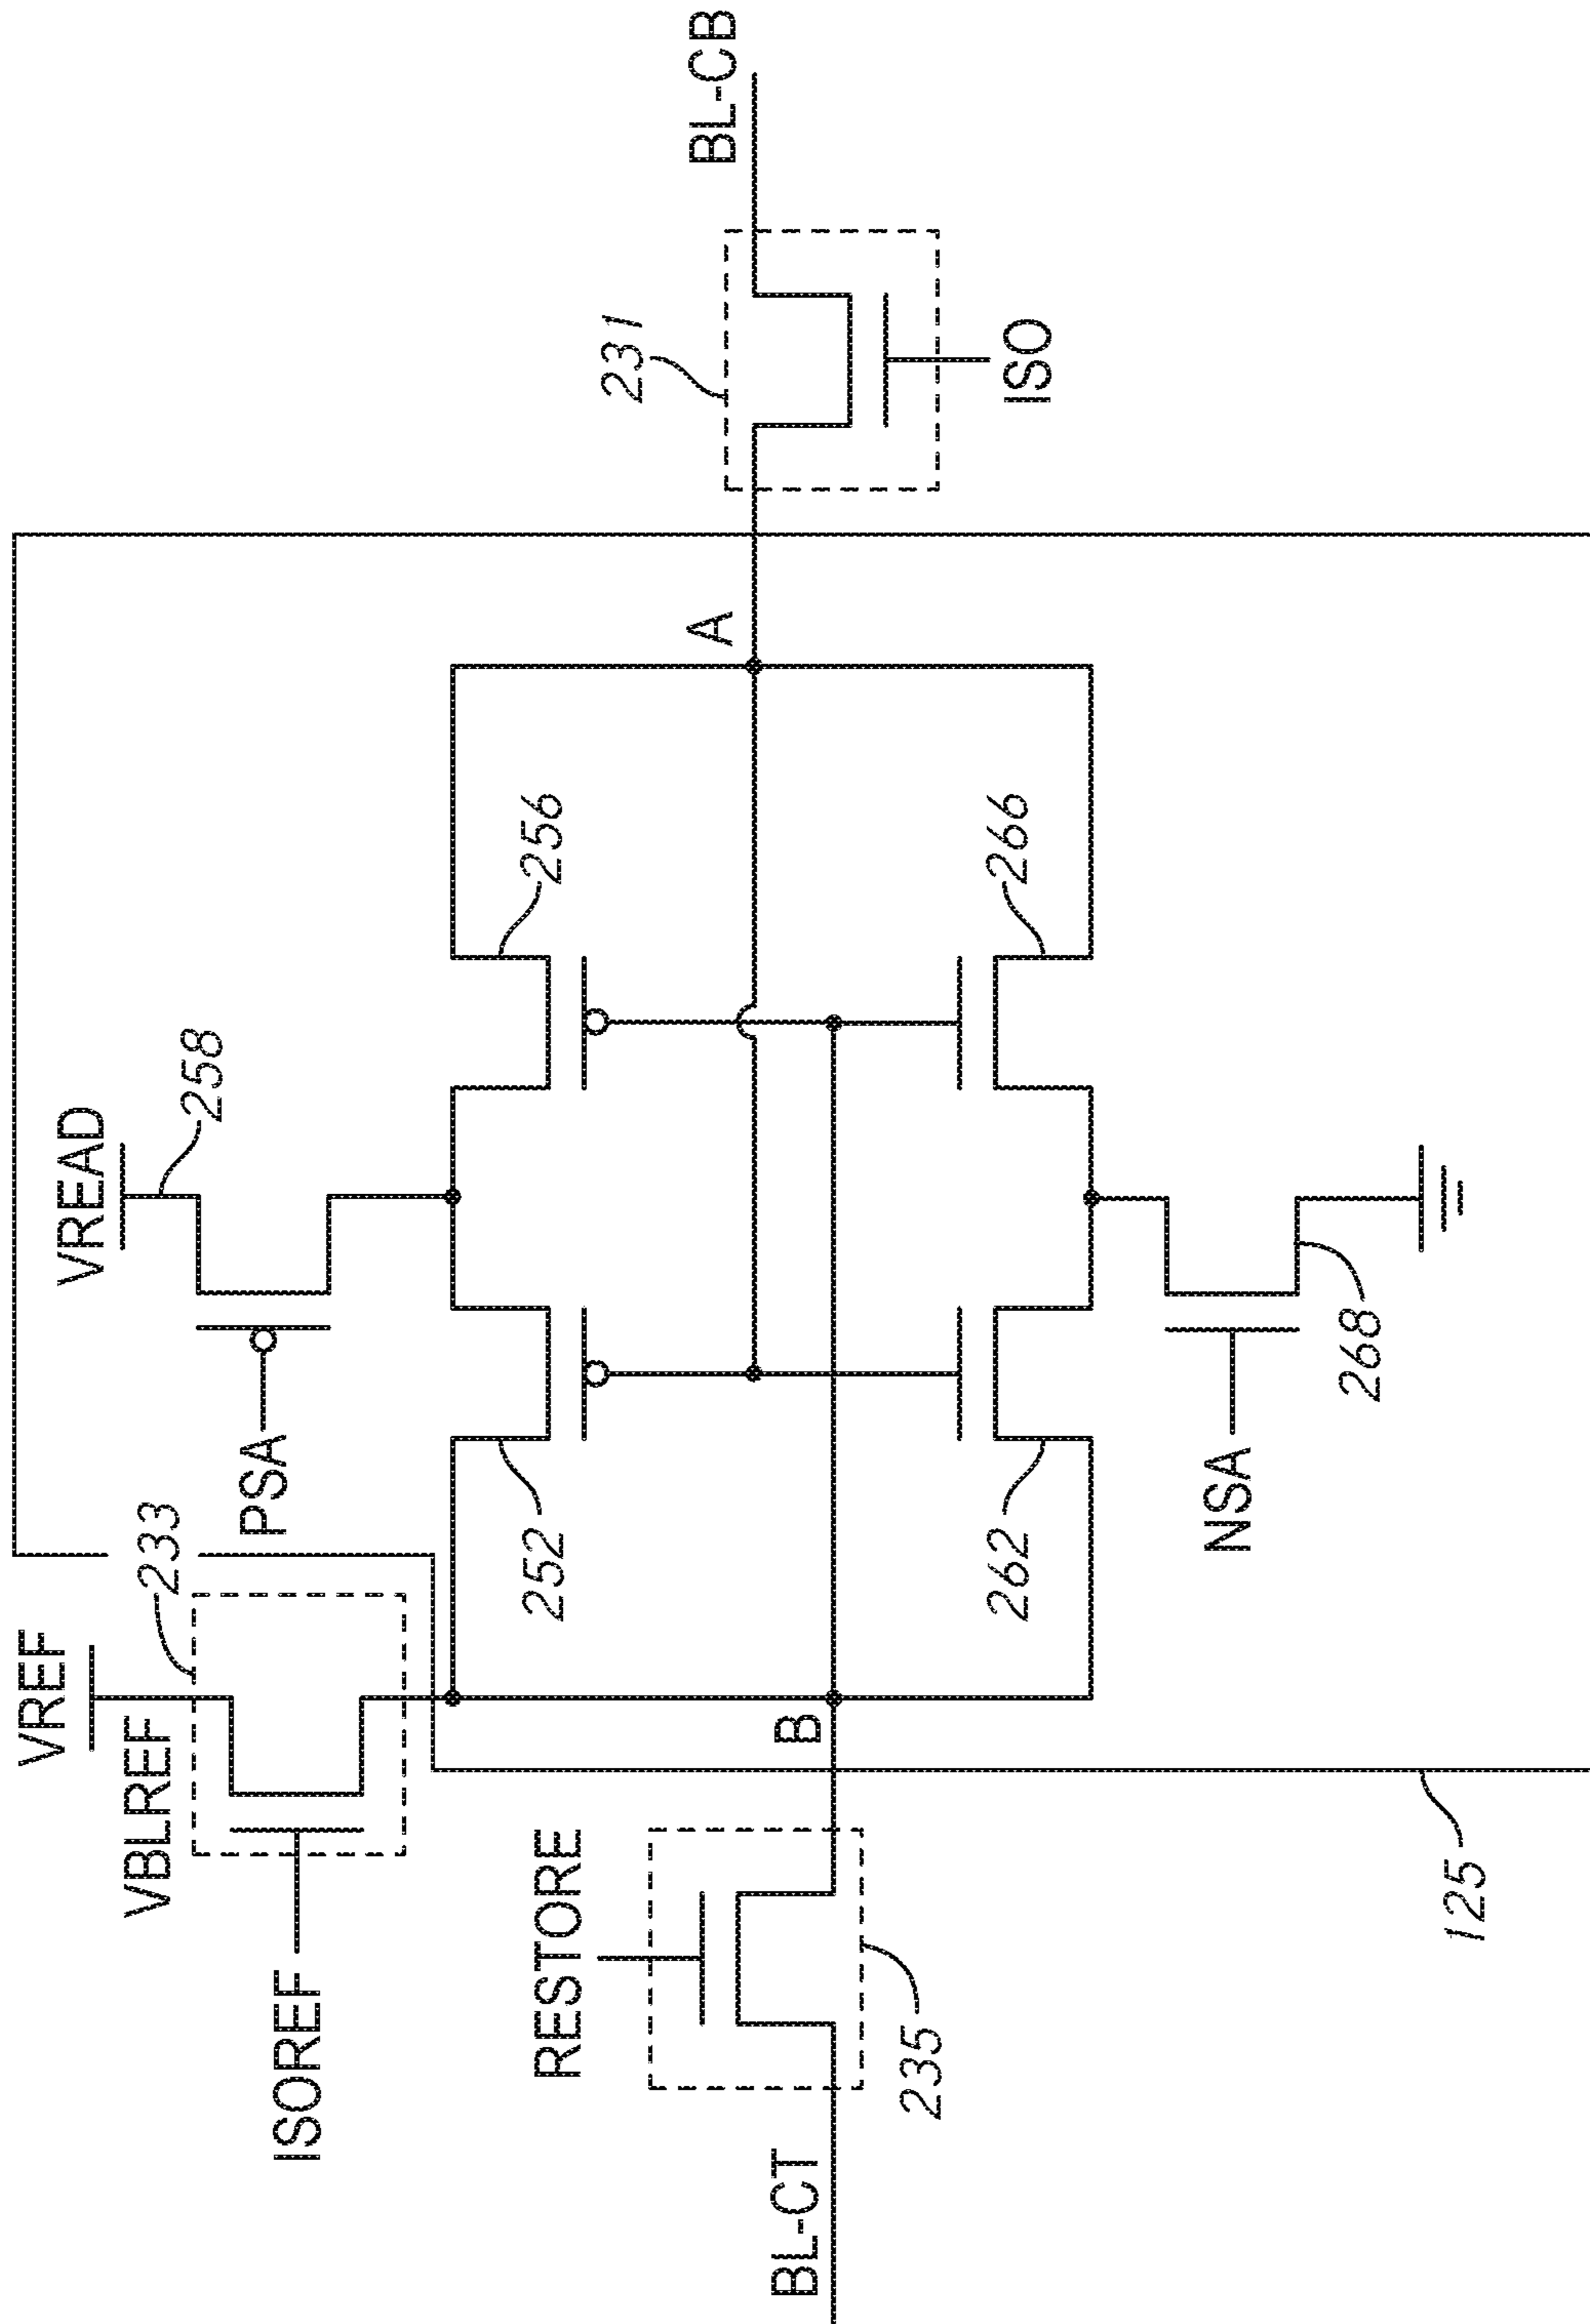 VREF
VBLREF
233
ISOREF
PSA
VREAD
258
RESTORE
235
BL-CT
B
252
256
A
262
266
NSA
268
125
231
ISO
BL-CB